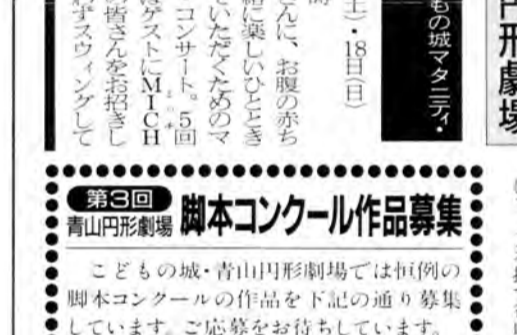 円形劇場
もの城マタニティ・
土)・18日(日)
さんに、お腹の赤ち
緒に楽しいひととき
ていただくためのマ
コンサート。5回
ゲストにMICH
の皆さんをお招きし
ずスウィングして
第3回
青山円形劇場 脚本コンクール作品募集
こどもの城・青山円形劇場では恒例の
脚本コンクールの作品を下記の通り募集
しています。ご応募をお待ちしています。